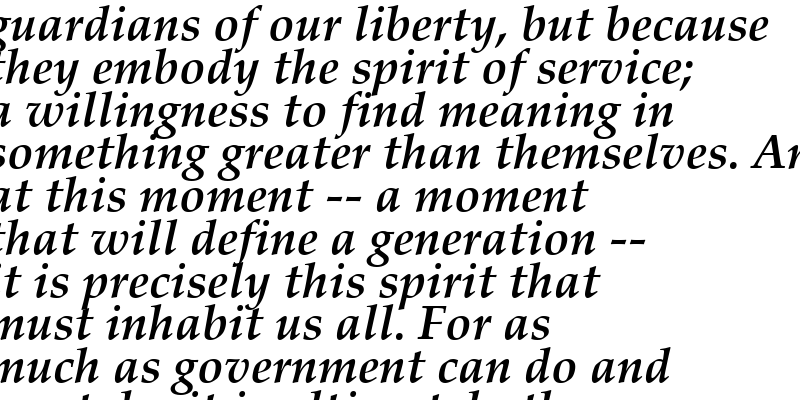 guardians of our liberty, but because
they embody the spirit of service;
a willingness to find meaning in
something greater than themselves.
at this moment -- a moment
that will define a generation --
it is precisely this spirit that
must inhabit us all. For as
much as government can do and